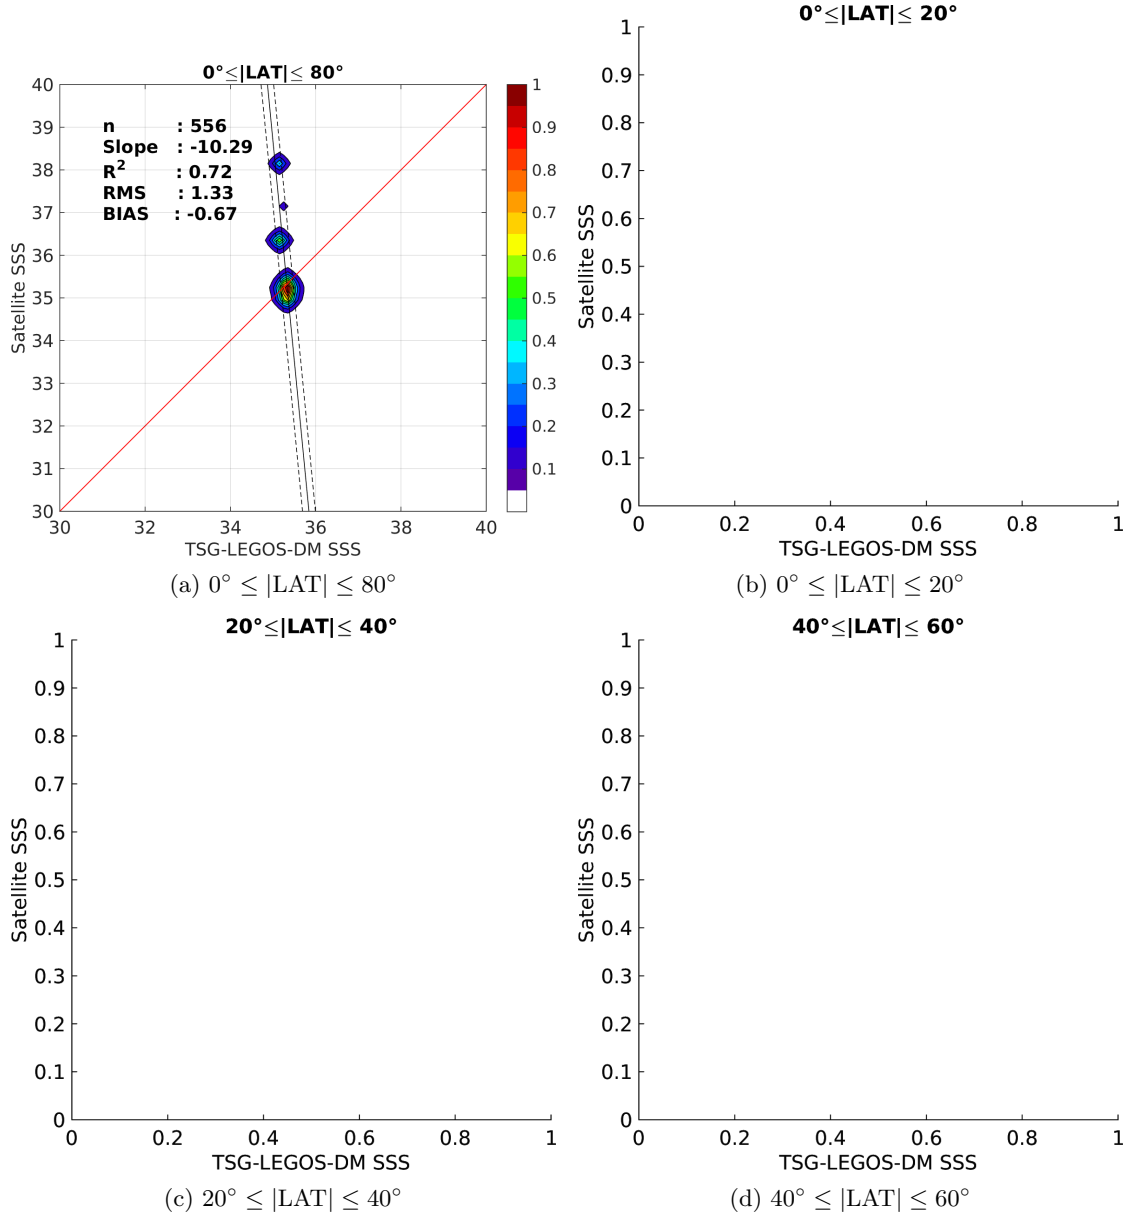 0°≤|LAT|≤ 80°
40
39
38
37
36
35
34
33
32
31
30
Satellite SSS
n : 556
Slope : -10.29
R² : 0.72
RMS : 1.33
BIAS : -0.67
30 32 34 36 38 40
TSG-LEGOS-DM SSS
1
0.9
0.8
0.7
0.6
0.5
0.4
0.3
0.2
0.1
(a) 0° ≤ |LAT| ≤ 80°
0°≤|LAT|≤ 20°
1
0.9
0.8
0.7
0.6
0.5
0.4
0.3
0.2
0.1
0
Satellite SSS
0 0.2 0.4 0.6 0.8 1
TSG-LEGOS-DM SSS
(b) 0° ≤ |LAT| ≤ 20°
20°≤|LAT|≤ 40°
1
0.9
0.8
0.7
0.6
0.5
0.4
0.3
0.2
0.1
0
Satellite SSS
0 0.2 0.4 0.6 0.8 1
TSG-LEGOS-DM SSS
(c) 20° ≤ |LAT| ≤ 40°
40°≤|LAT|≤ 60°
1
0.9
0.8
0.7
0.6
0.5
0.4
0.3
0.2
0.1
0
Satellite SSS
0 0.2 0.4 0.6 0.8 1
TSG-LEGOS-DM SSS
(d) 40° ≤ |LAT| ≤ 60°